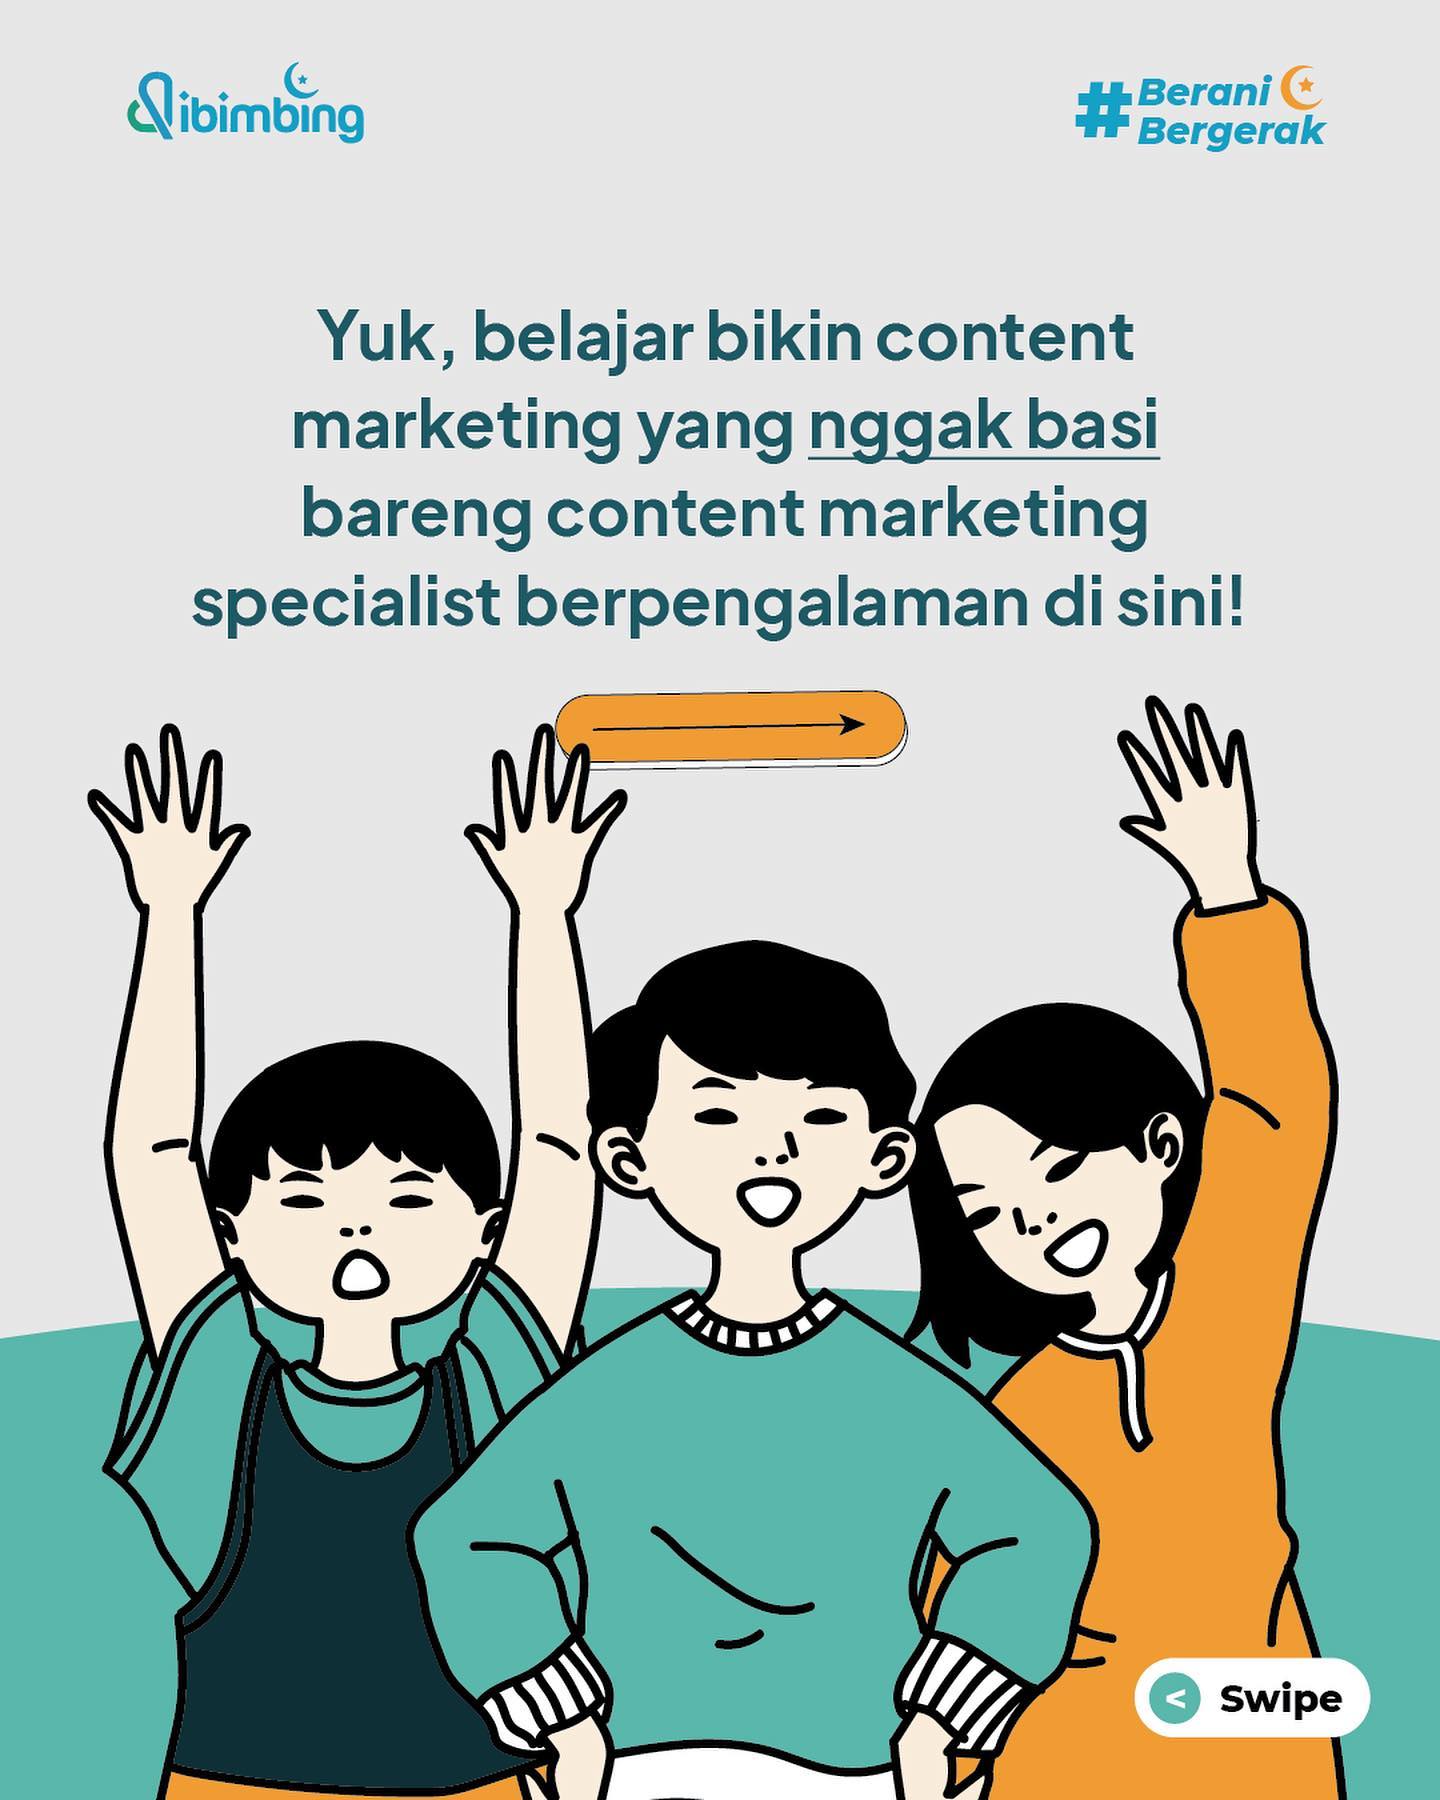 dibimbing
#Berani
Bergerak
Yuk, belajar bikin content
marketing yang nggak basi
bareng content marketing
specialist berpengalaman di sini!
< Swipe